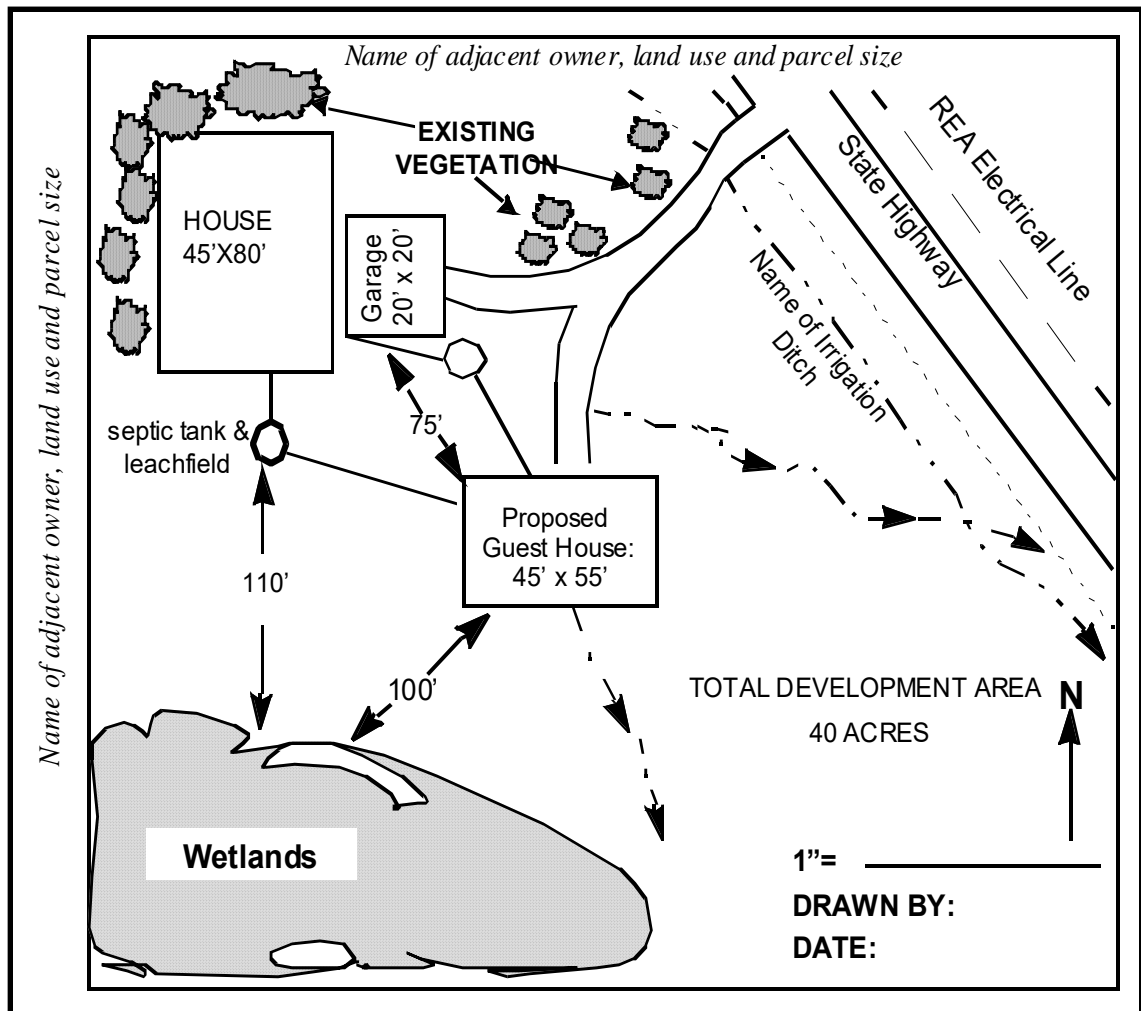 Name of adjacent owner, land use and parcel size
Name of adjacent owner, land use and parcel size
EXISTING
VEGETATION
HOUSE
45'X80'
Garage
20' x 20'
State Highway
REA Electrical Line
Name of Irrigation
Ditch
75'
septic tank &
leachfield
Proposed
Guest House:
45' x 55'
110'
100'
TOTAL DEVELOPMENT AREA
40 ACRES
N
Wetlands
1”=
DRAWN BY:
DATE: